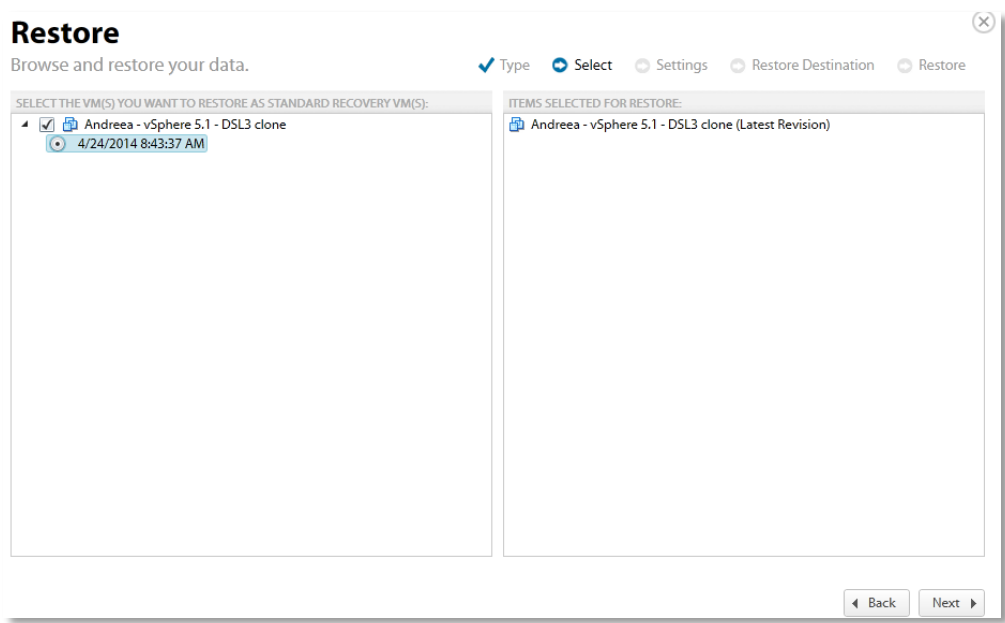 Restore
Browse and restore your data.
Type Select Settings Restore Destination Restore
SELECT THE VM(S) YOU WANT TO RESTORE AS STANDARD RECOVERY VM(S):
Andreea - vSphere 5.1 - DSL3 clone
4/24/2014 8:43:37 AM
ITEMS SELECTED FOR RESTORE:
Andreea - vSphere 5.1 - DSL3 clone (Latest Revision)
Back Next